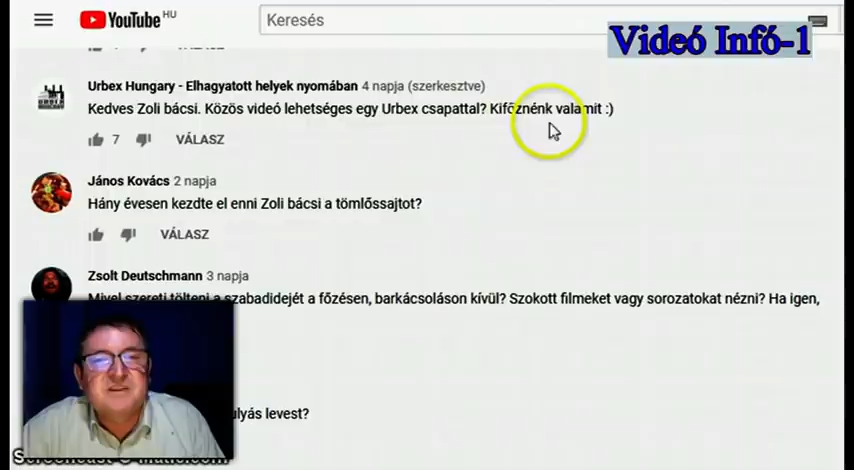 YouTube HU
Keresés
Videó Infó-1
VÁLASZ
Urbex Hungary - Elhagyatott helyek nyomában 4 napja (szerkesztve)
Kedves Zoli bácsi. Közös videó lehetséges egy Urbex csapattal? Kifőznénk valamit :)
7 VÁLASZ
János Kovács 2 napja
Hány évesen kezdte el enni Zoli bácsi a tömlőssajtot?
VÁLASZ
Zsolt Deutschmann 3 napja
Mivel szereti tölteni a szabadidejét a főzésen, barkácsoláson kívül? Szokott filmeket vagy sorozatokat nézni? Ha igen,
ulyás levest?